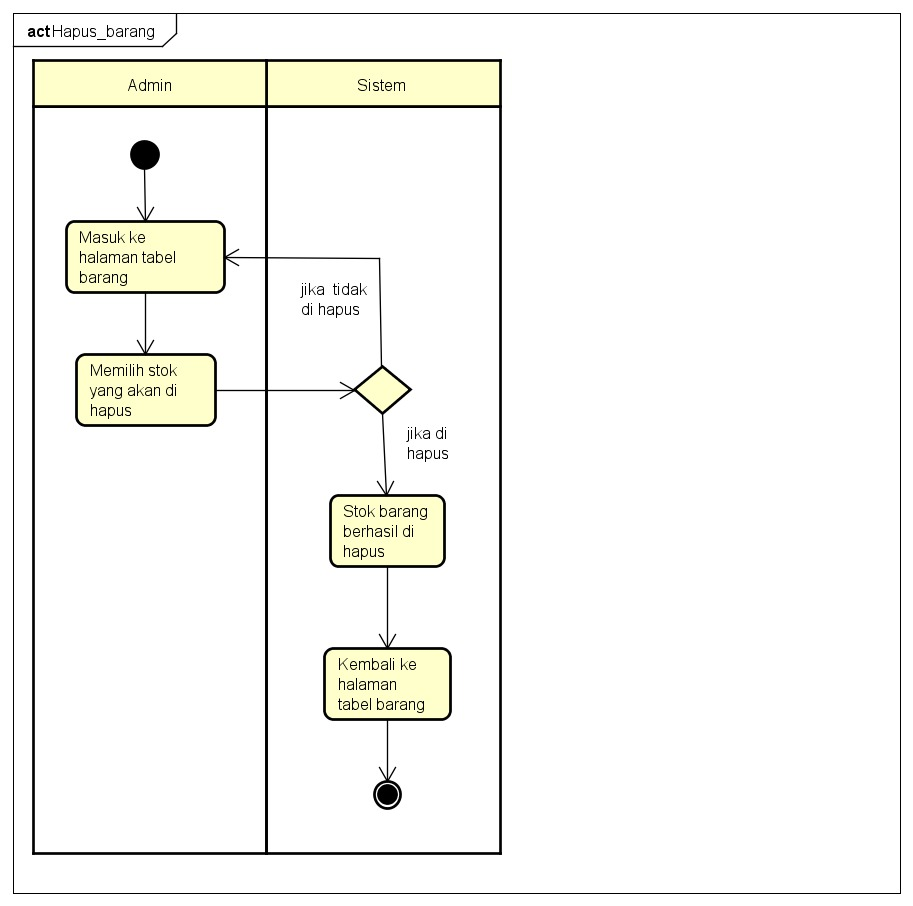 act Hapus_barang
Admin
Sistem
Masuk ke
halaman tabel
barang
jika tidak
di hapus
Memilih stok
yang akan di
hapus
jika di
hapus
Stok barang
berhasil di
hapus
Kembali ke
halaman
tabel barang